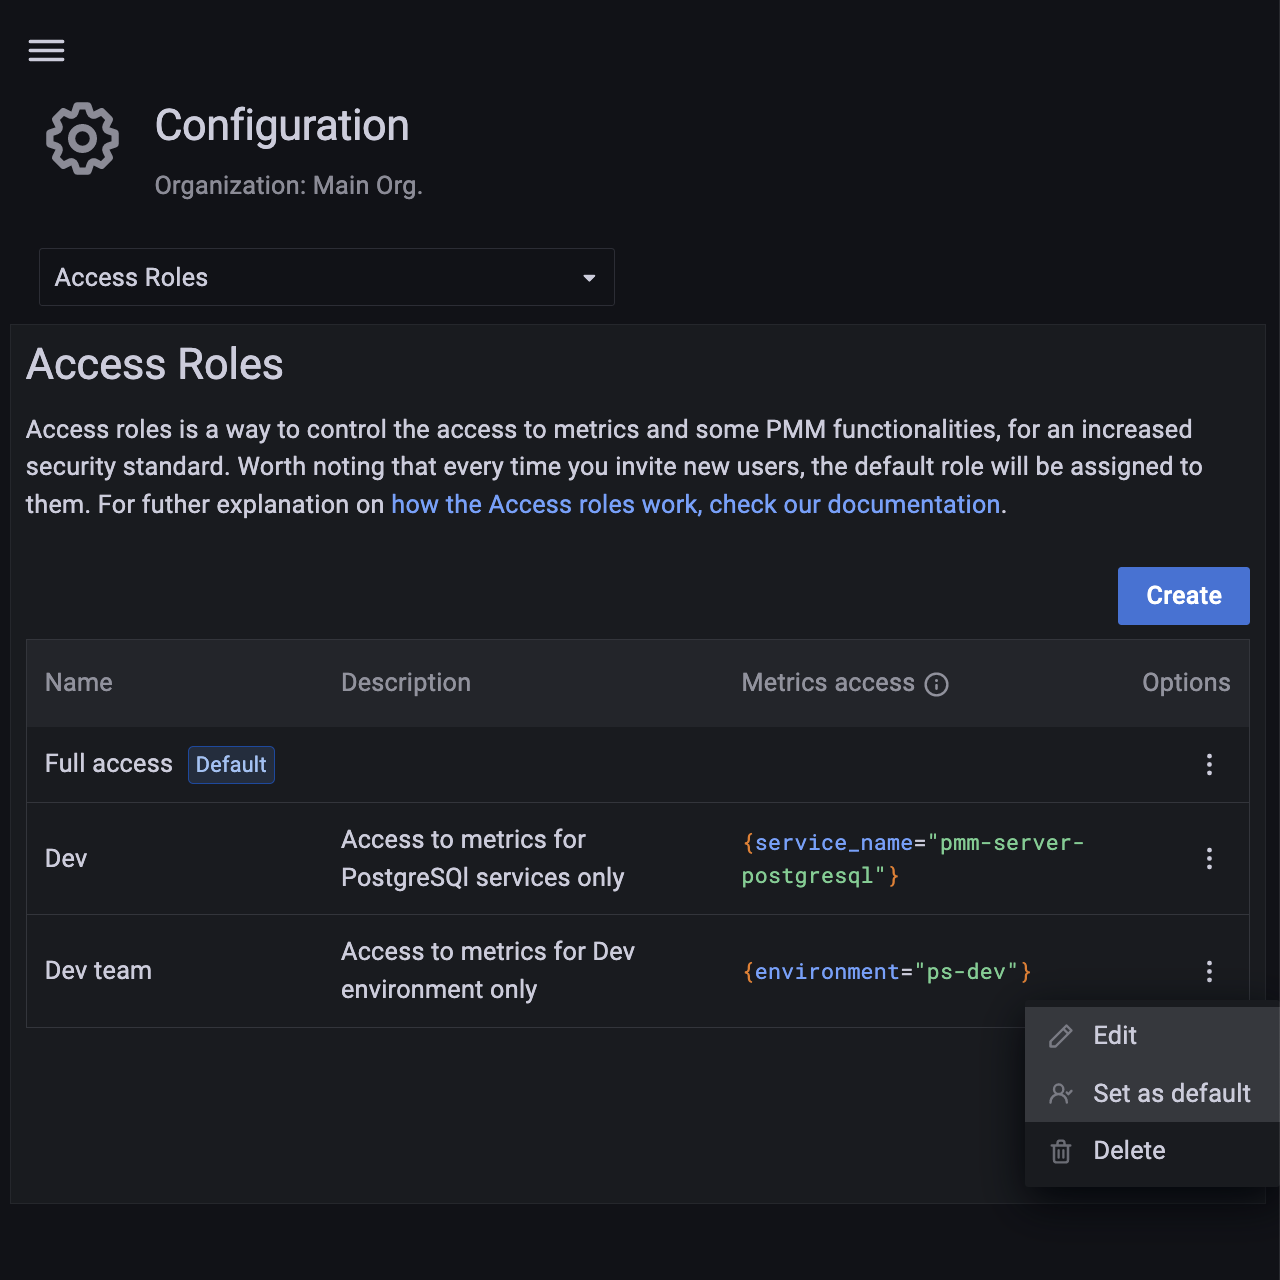 Configuration
Organization: Main Org.
Access Roles
Access Roles
Access roles is a way to control the access to metrics and some PMM functionalities, for an increased
security standard. Worth noting that every time you invite new users, the default role will be assigned to
them. For futher explanation on how the Access roles work, check our documentation.
Create
Name Description Metrics access Options
Full access Default
Dev
Access to metrics for
PostgreSQl services only
{service_name="pmm-server-
postgresql"}
Dev team
Access to metrics for Dev
environment only
{environment="ps-dev"}
Edit
Set as default
Delete